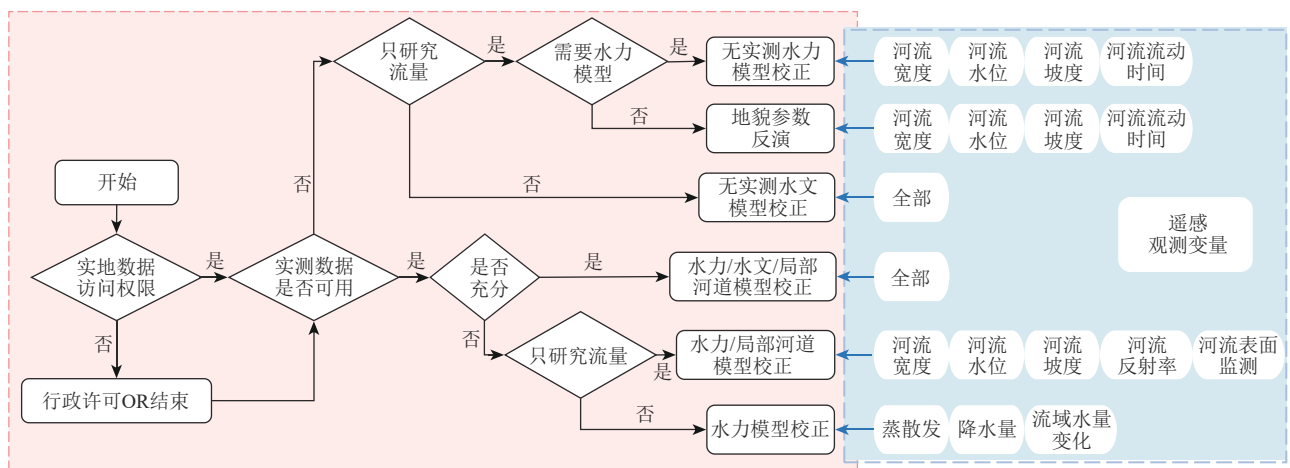 只研究
流量
是
需要水力
模型
是
无实测水力
模型校正
河流
宽度
河流
水位
河流
坡度
河流流动
时间
否
地貌参数
反演
河流
宽度
河流
水位
河流
坡度
河流流动
时间
开始
否
否
无实测水文
模型校正
全部
遥感
观测变量
实地数据
访问权限
是
实测数据
是否可用
是
是否
充分
是
水力/水文/局部
河道模型校正
全部
否
否
只研究流量
是
水力/局部河道
模型校正
河流
宽度
河流
水位
河流
坡度
河流
反射率
河流表面
监测
行政许可OR结束
否
水力模型校正
蒸散发
降水量
流域水量
变化